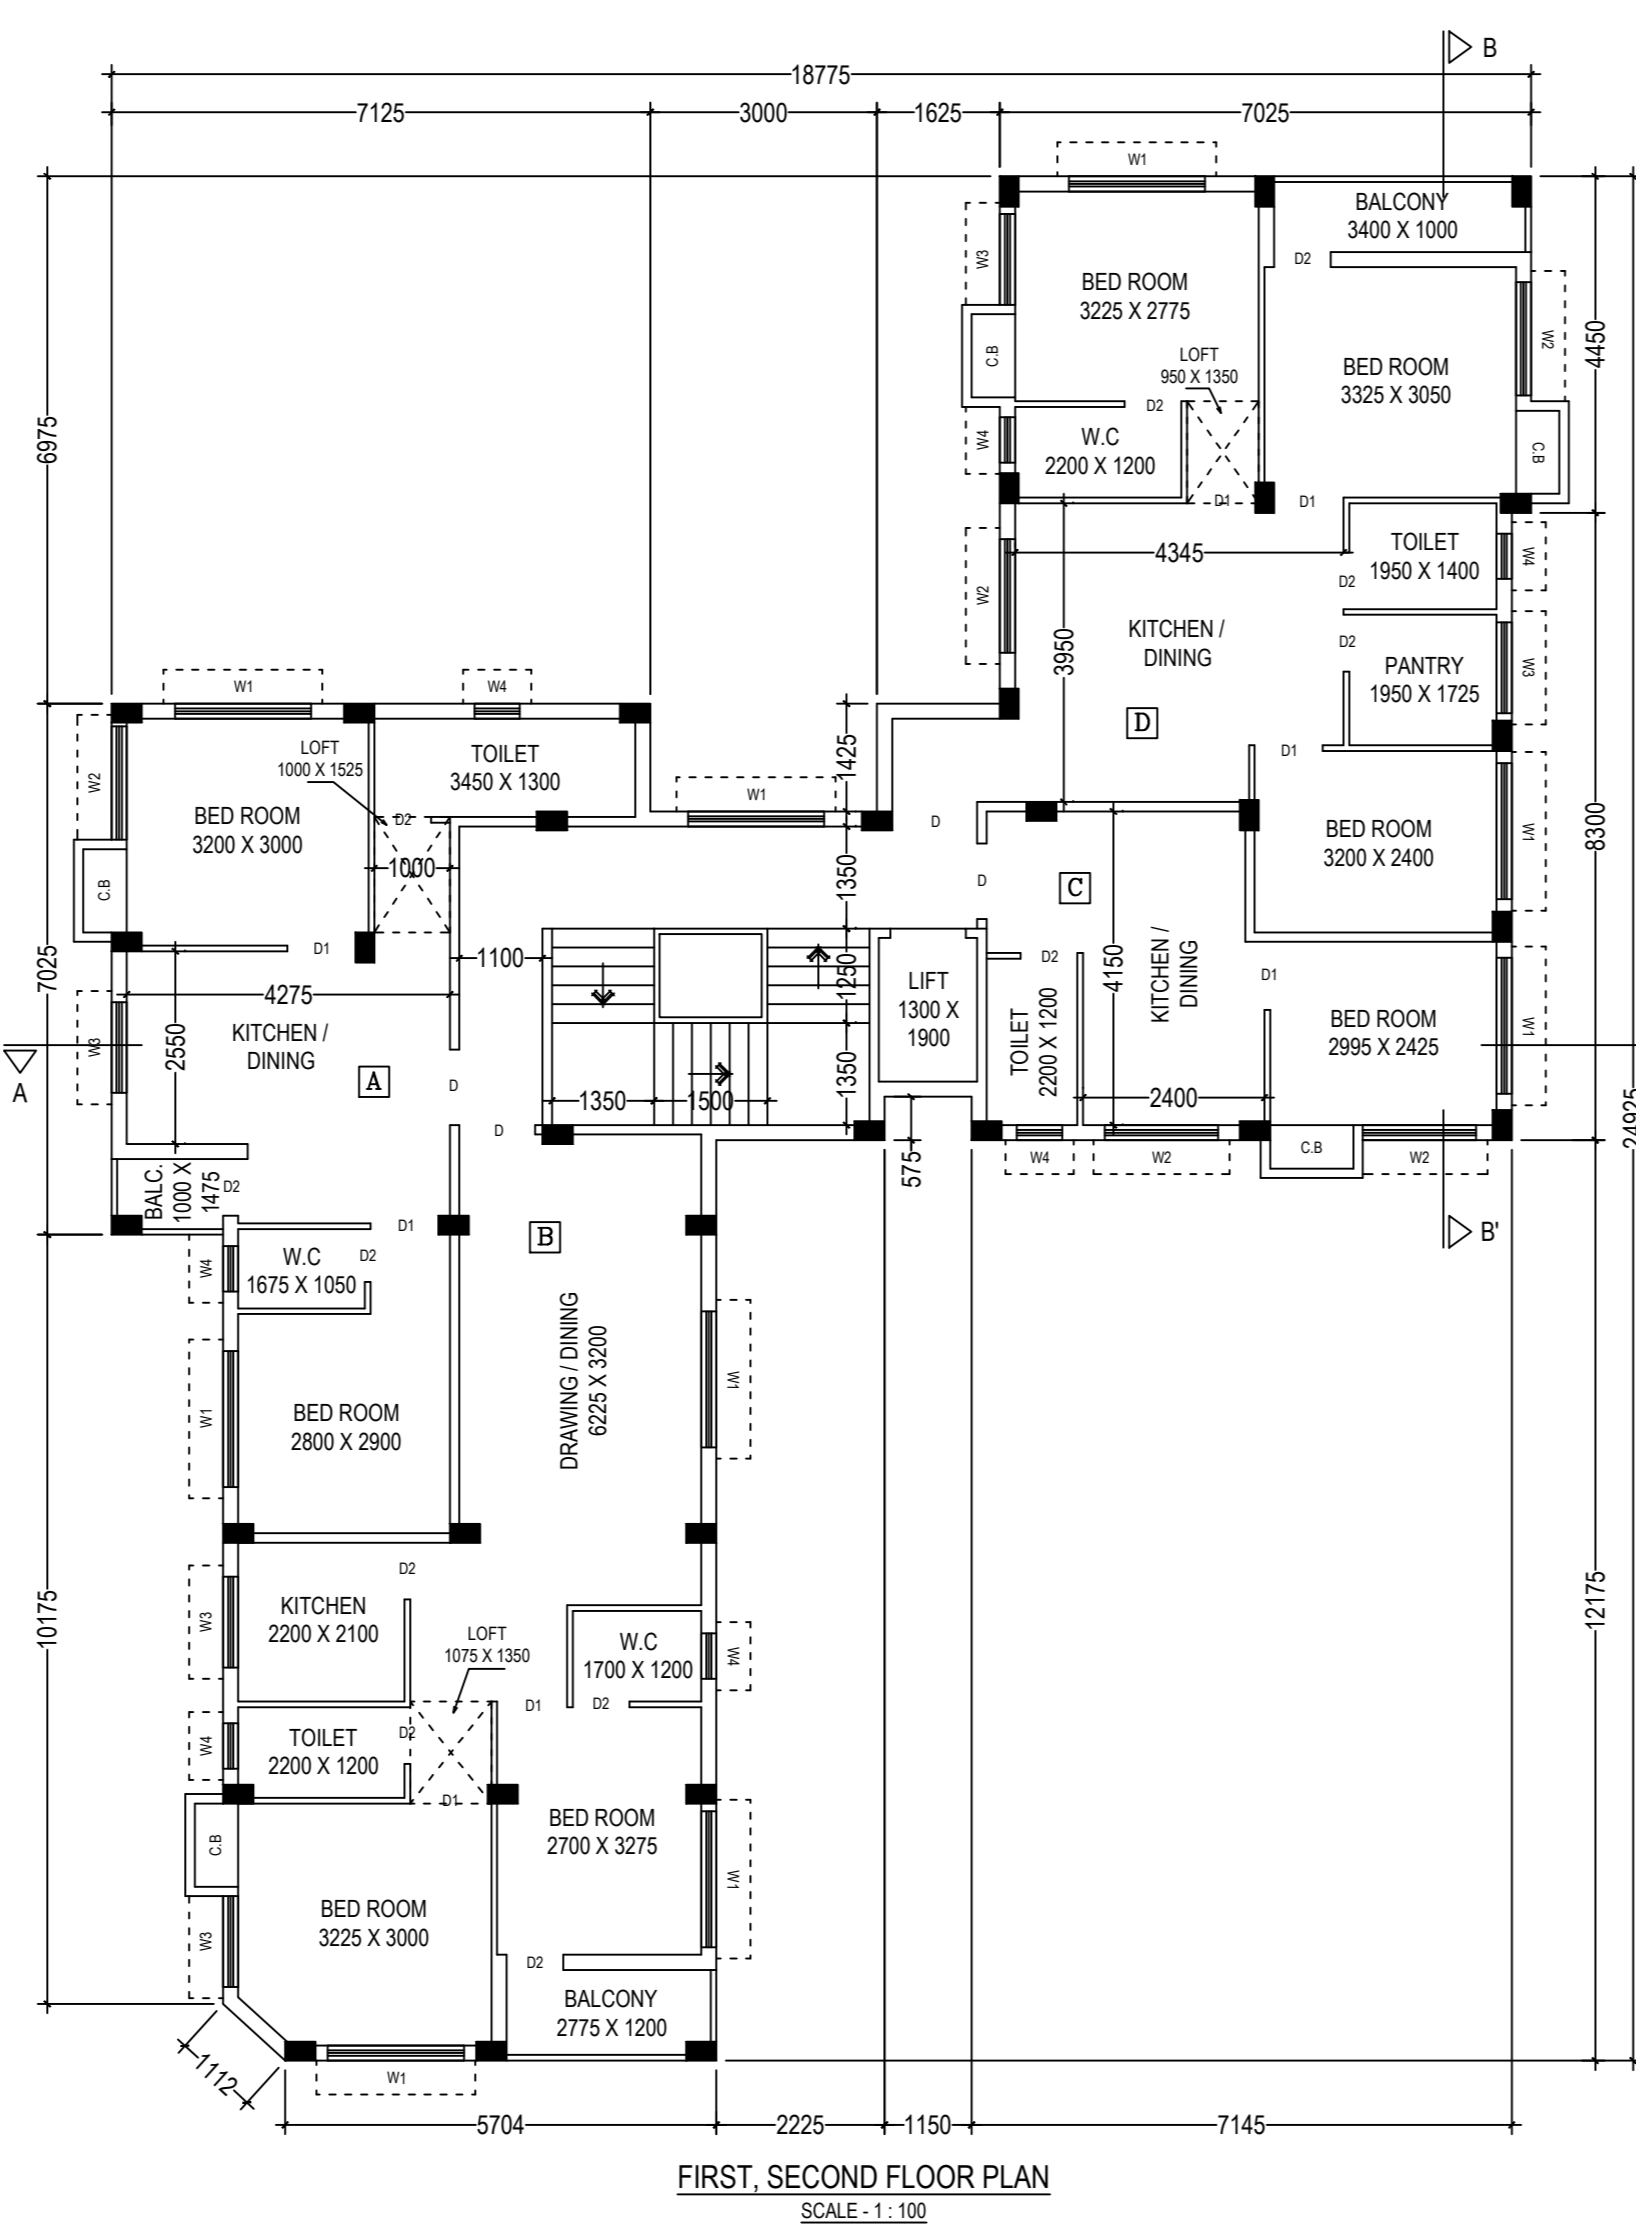 B
18775
7125
3000
1625
7025
W1
BALCONY
3400 X 1000
W3
D2
BED ROOM
3225 X 2775
W2
4450
C.B
LOFT
950 X 1350
BED ROOM
3325 X 3050
D2
6975
W4
W.C
2200 X 1200
C.B
D1
D1
TOILET
1950 X 1400
W4
4345
D2
W2
KITCHEN /
DINING
3950
D2
PANTRY
1950 X 1725
W3
W1
W4
D
D1
LOFT
1000 X 1525
TOILET
3450 X 1300
1425
W2
W1
BED ROOM
3200 X 3000
D2
D
BED ROOM
3200 X 2400
W1
8300
1000
C.B
1350
D
C
D1
1100
KITCHEN /
DINING
D2
D1
7025
4275
1250
LIFT
1300 X
1900
4150
KITCHEN /
DINING
TOILET
2200 X 1200
BED ROOM
2995 X 2425
W1
W3
2550
A
A
D
1350
1500
1350
2400
24925
D
575
W4
W2
C.B
W2
BALC.
1000 X
1475
D2
D1
B
B'
W4
W.C
1675 X 1050
D2
DRAWING / DINING
6225 X 3200
W1
W1
BED ROOM
2800 X 2900
D2
10175
12175
W3
KITCHEN
2200 X 2100
LOFT
1075 X 1350
W.C
1700 X 1200
W4
D1
D2
W4
TOILET
2200 X 1200
D2
D1
C.B
BED ROOM
2700 X 3275
W1
BED ROOM
3225 X 3000
W3
D2
BALCONY
2775 X 1200
1112
W1
5704
2225
1150
7145
FIRST, SECOND FLOOR PLAN
SCALE - 1 : 100